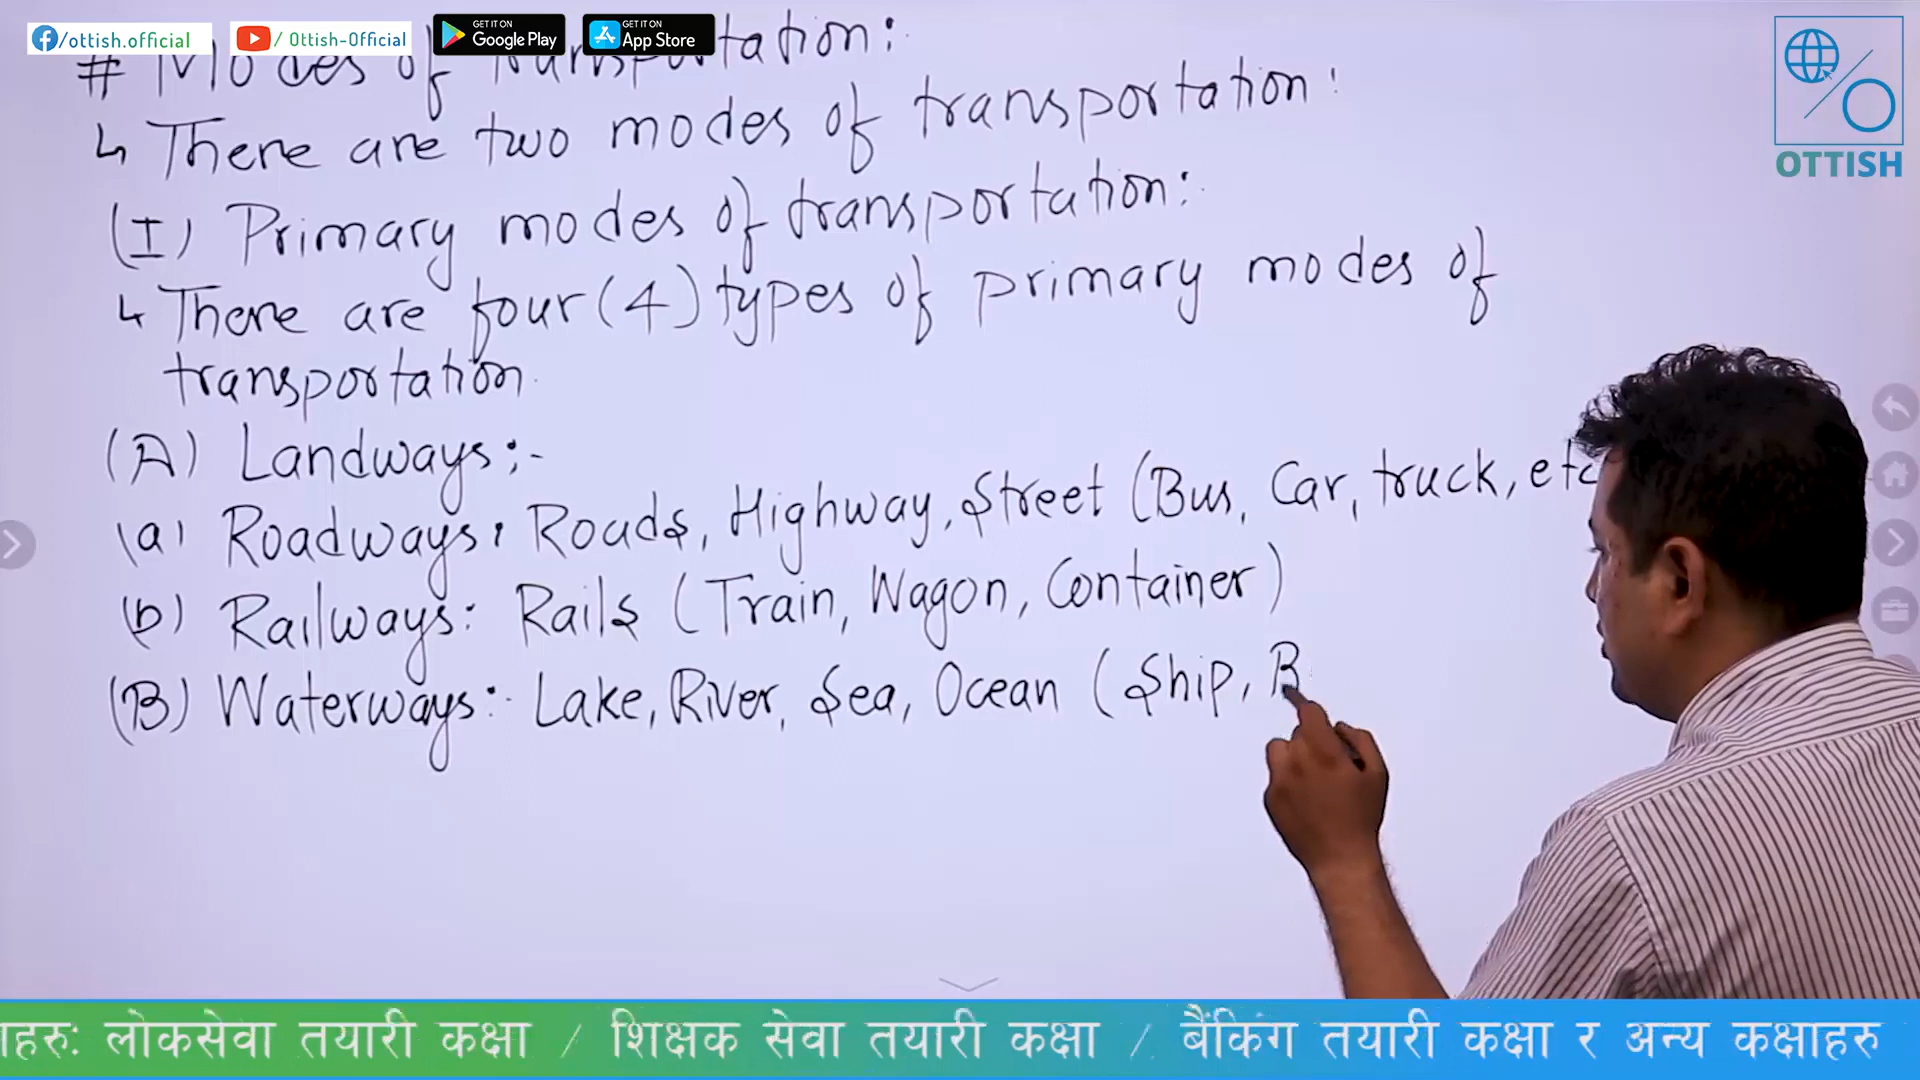 /ottish.official / Ottish-Official GET IT ON Google Play GET IT ON App Store
# Modes of transportation:
↳ There are two modes of transportation:
(I) Primary modes of transportation:
↳ There are four (4) types of primary modes of
transportation.
(A) Landways:-
(a) Roadways: Roads, Highway, Street (Bus, Car, truck, etc
(b) Railways: Rails (Train, Wagon, Container)
(B) Waterways:- Lake, River, Sea, Ocean (Ship, B
OTTISH
हरुः लोकसेवा तयारी कक्षा / शिक्षक सेवा तयारी कक्षा / बैंकिंग तयारी कक्षा र अन्य कक्षाहरु